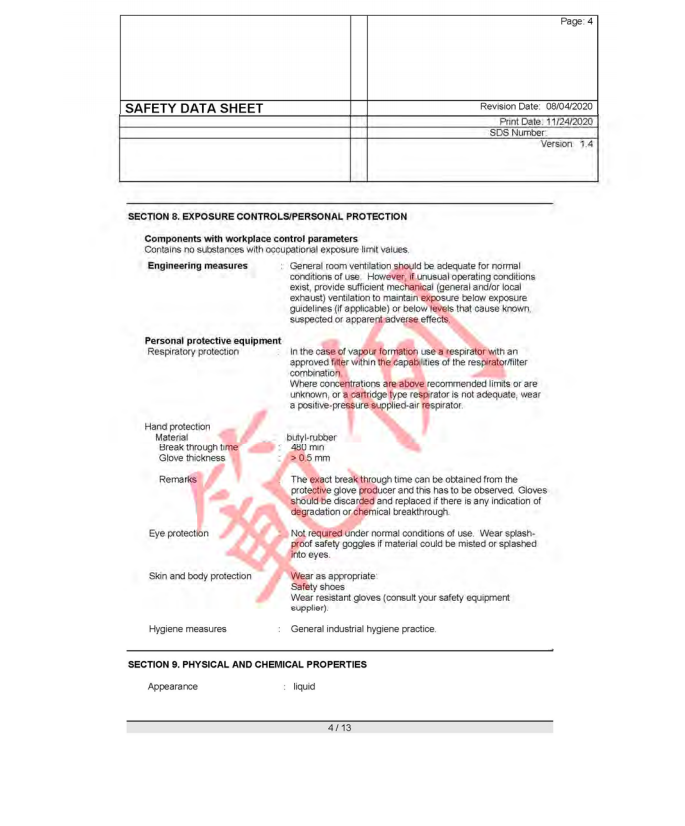 Page: 4
SAFETY DATA SHEET
Revision Date: 08/04/2020
Print Date: 11/24/2020
SDS Number:
Version 1.4
SECTION 8. EXPOSURE CONTROLS/PERSONAL PROTECTION
Components with workplace control parameters
Contains no substances with occupational exposure limit values.
Engineering measures : General room ventilation should be adequate for normal
conditions of use. However, if unusual operating conditions
exist, provide sufficient mechanical (general and/or local
exhaust) ventilation to maintain exposure below exposure
guidelines (if applicable) or below levels that cause known,
suspected or apparent adverse effects.
Personal protective equipment
Respiratory protection : In the case of vapour formation use a respirator with an
approved filter within the capabilities of the respirator/filter
combination.
Where concentrations are above recommended limits or are
unknown, or a cartridge type respirator is not adequate, wear
a positive-pressure supplied-air respirator.
Hand protection
Material : butyl-rubber
Break through time : 480 min
Glove thickness : > 0.5 mm
Remarks The exact break through time can be obtained from the
protective glove producer and this has to be observed. Gloves
should be discarded and replaced if there is any indication of
degradation or chemical breakthrough.
Eye protection : Not required under normal conditions of use. Wear splash-
proof safety goggles if material could be misted or splashed
into eyes.
Skin and body protection : Wear as appropriate:
Safety shoes
Wear resistant gloves (consult your safety equipment
supplier).
Hygiene measures : General industrial hygiene practice.
SECTION 9. PHYSICAL AND CHEMICAL PROPERTIES
Appearance : liquid
4 / 13
範例